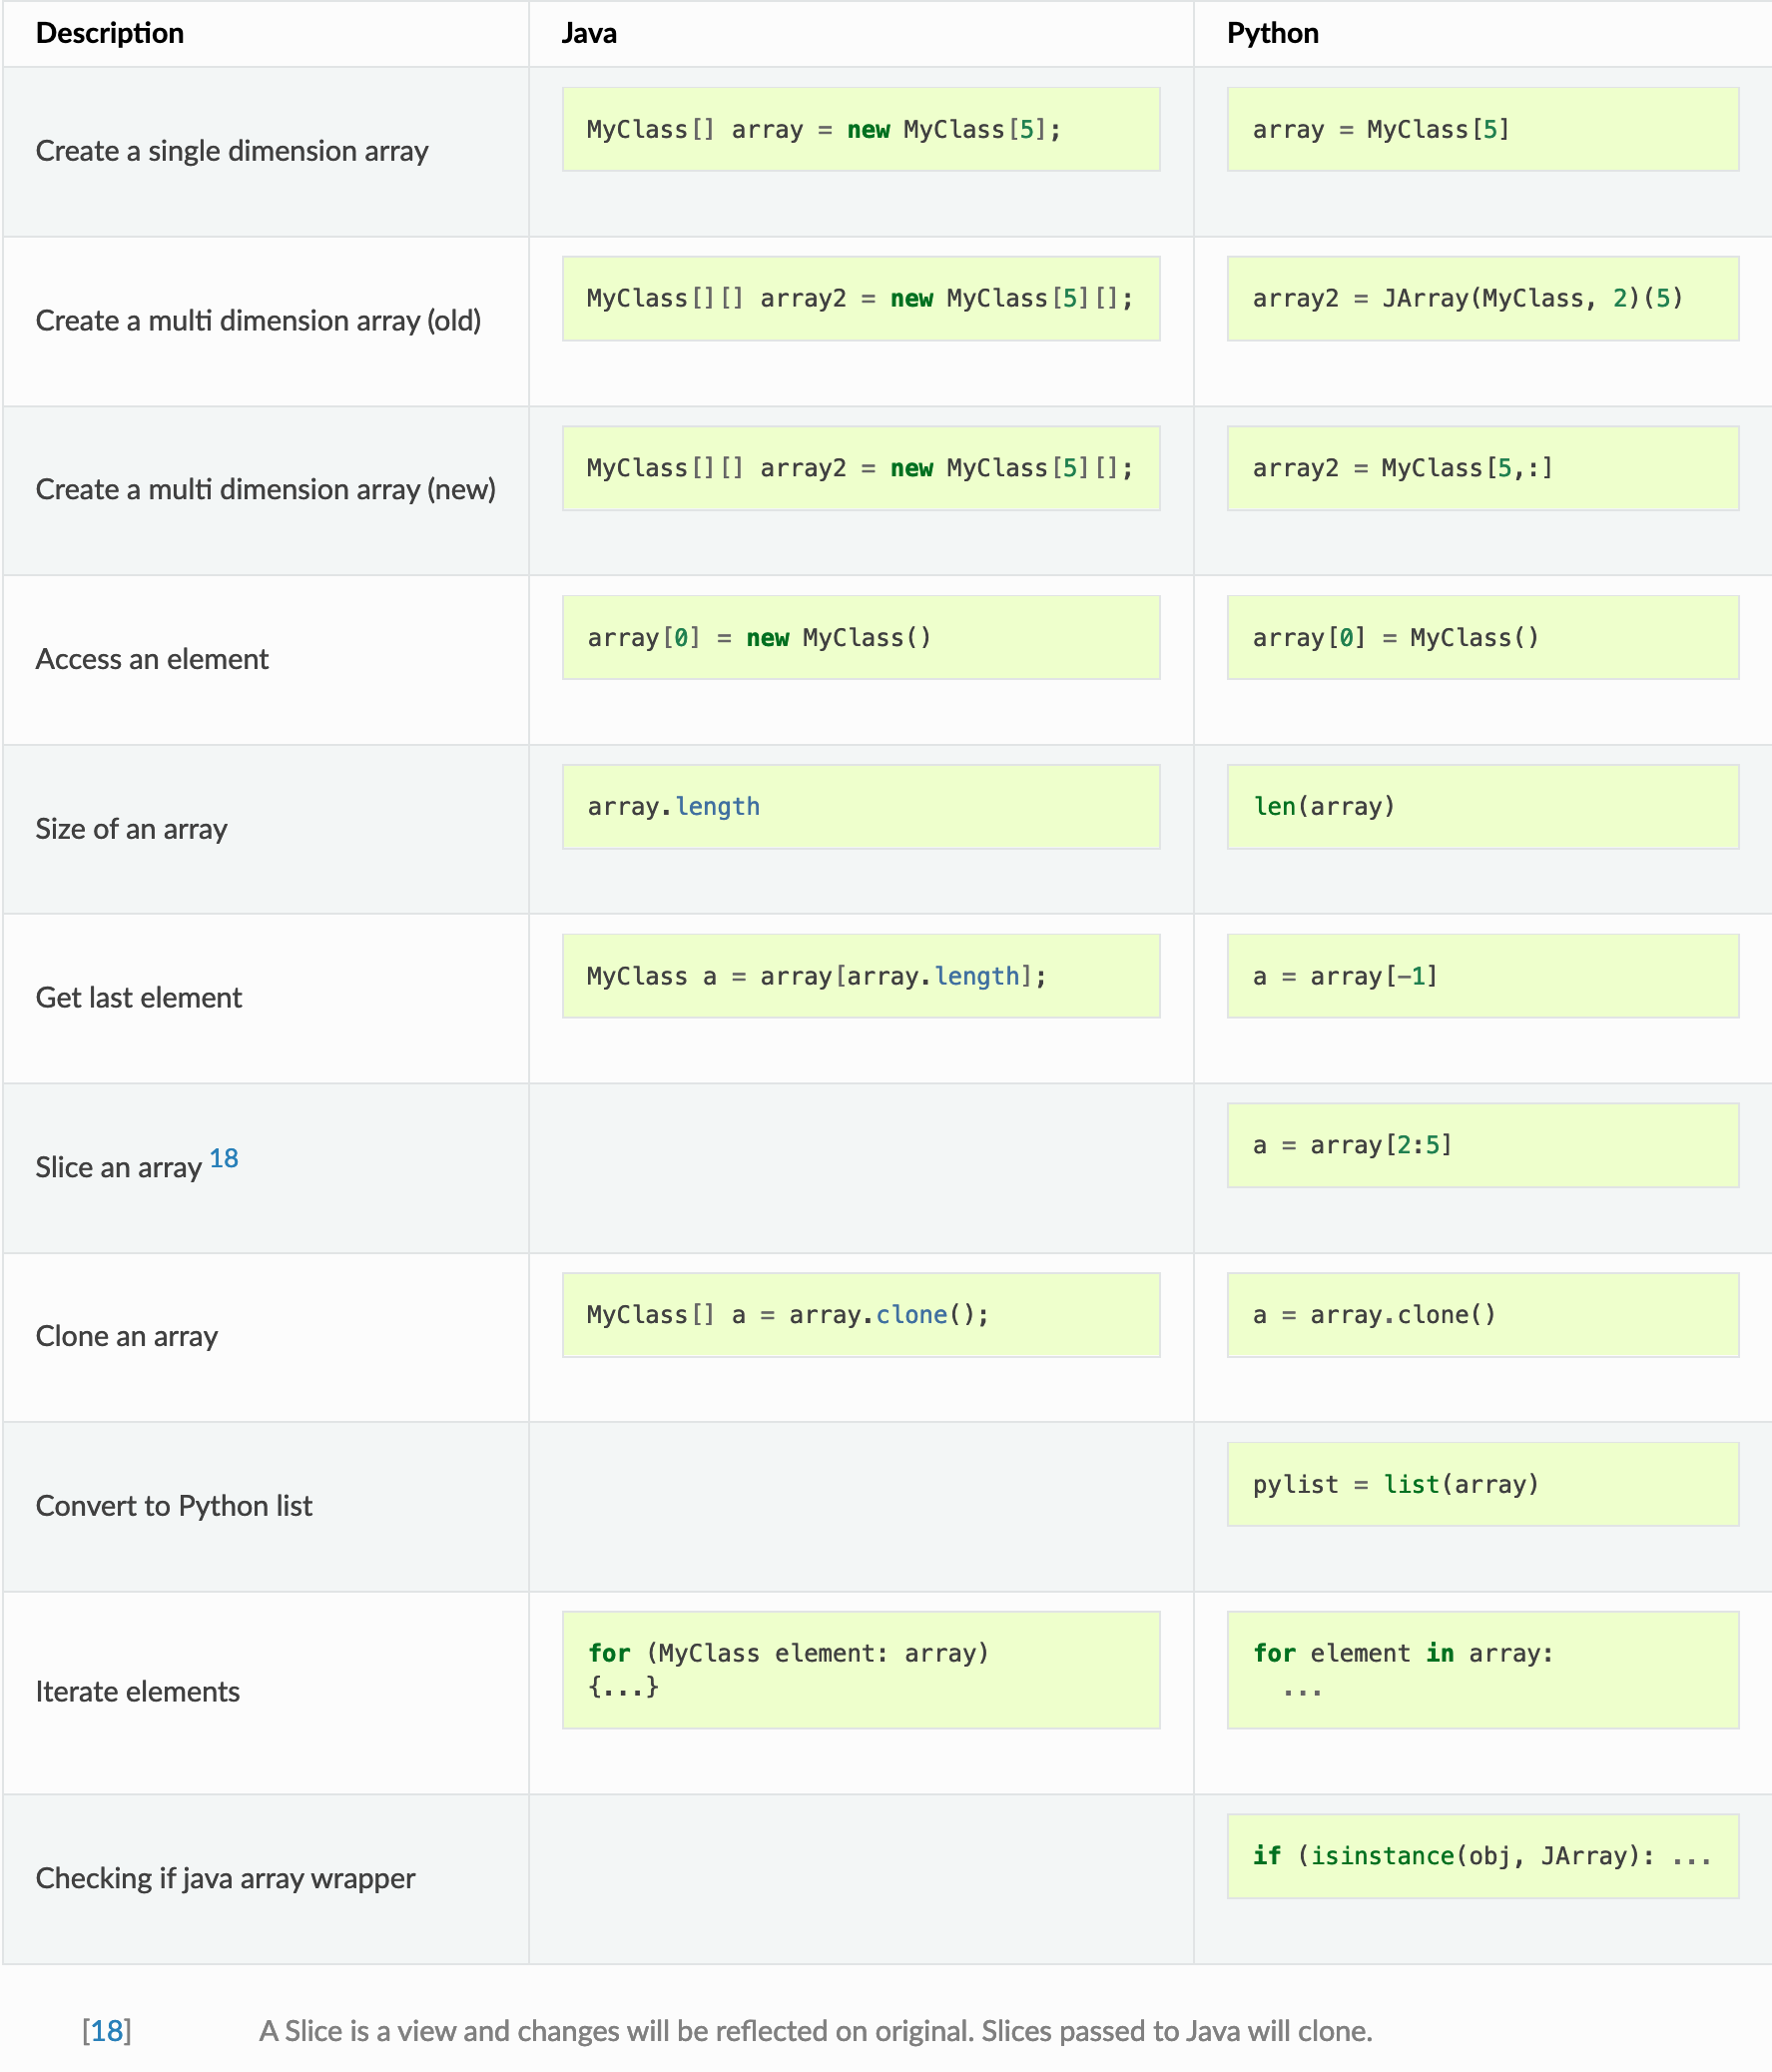 Description Java Python
Create a single dimension array MyClass[] array = new MyClass[5]; array = MyClass[5]
Create a multi dimension array (old) MyClass[][] array2 = new MyClass[5][]; array2 = JArray(MyClass, 2)(5)
Create a multi dimension array (new) MyClass[][] array2 = new MyClass[5][]; array2 = MyClass[5,:]
Access an element array[0] = new MyClass() array[0] = MyClass()
Size of an array array.length len(array)
Get last element MyClass a = array[array.length]; a = array[-1]
Slice an array 18 a = array[2:5]
Clone an array MyClass[] a = array.clone(); a = array.clone()
Convert to Python list pylist = list(array)
Iterate elements for (MyClass element: array) for element in array:
{...} ...
Checking if java array wrapper if (isinstance(obj, JArray): ...
[18] A Slice is a view and changes will be reflected on original. Slices passed to Java will clone.